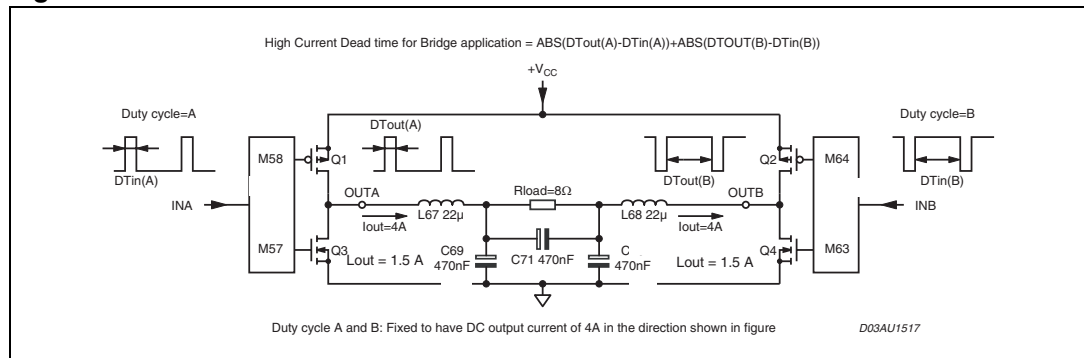 High Current Dead time for Bridge application = ABS(DTout(A)-DTin(A))+ABS(DTOUT(B)-DTin(B))
+VCC
Duty cycle=A
Duty cycle=B
DTout(A)
M58
Q1
Q2
M64
DTin(A)
DTout(B)
DTin(B)
OUTA
Rload=8Ω
OUTB
INA
INB
L67 22µ
L68 22µ
Iout=4A
Iout=4A
M57
Q3
Q4
M63
Lout = 1.5 A
C69
470nF
C71 470nF
C
470nF
Lout = 1.5 A
Duty cycle A and B: Fixed to have DC output current of 4A in the direction shown in figure
D03AU1517